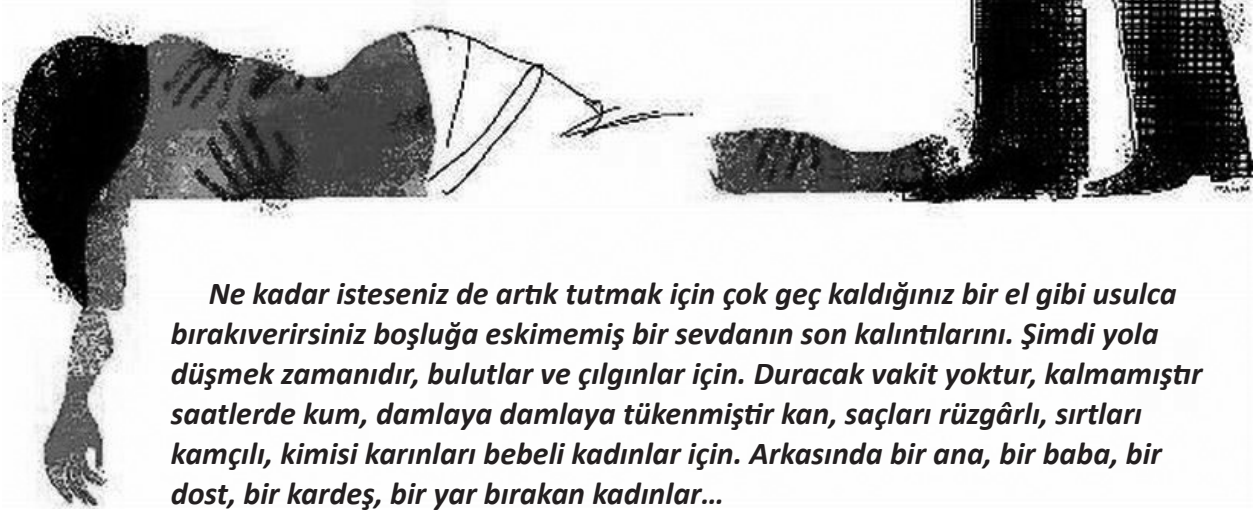 Ne kadar isteseniz de artık tutmak için çok geç kaldığınız bir el gibi usulca
bırakıverirsiniz boşluğa eskimemiş bir sevdanın son kalıntılarını. Şimdi yola
düşmek zamanıdır, bulutlar ve çılgınlar için. Duracak vakit yoktur, kalmamıştır
saatlerde kum, damlaya damlaya tükenmiştir kan, saçları rüzgârlı, sırtları
kamçılı, kimisi karınları bebeli kadınlar için. Arkasında bir ana, bir baba, bir
dost, bir kardeş, bir yar bırakan kadınlar…